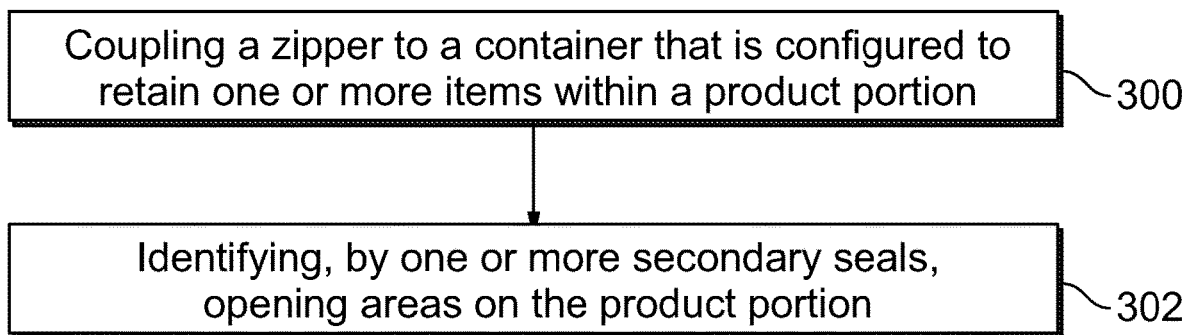 Coupling a zipper to a container that is configured to
retain one or more items within a product portion
300
Identifying, by one or more secondary seals,
opening areas on the product portion
302